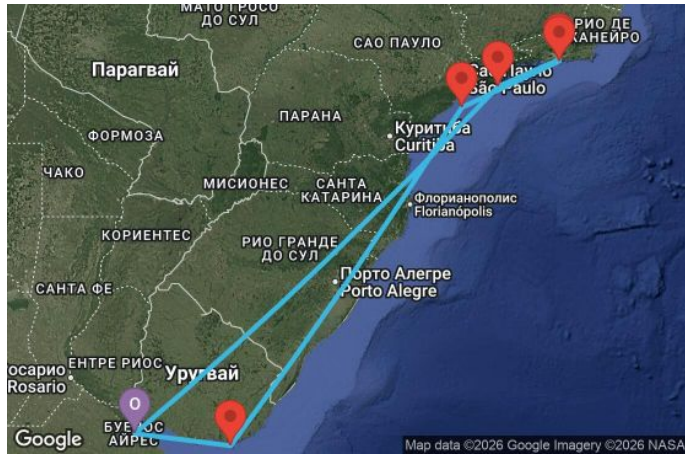 МАТО ГРОСО
ДО СУЛ
РИО ДЕ
САО ПАУЛО
Парагвай
São Paulo
ПАРАНА
ФОРМОЗА
Куритиба
Curitiba
ЧАКО
МИСИОНЕС
САНТА
КАТАРИНА
Флорианополис
Florianópolis
КОРИЕНТЕС
РИО ГРАНДЕ
ДО СУЛ
САНТА ФЕ
Порто Алегре
Porto Alegre
ЕНТРЕ РИОС
осарио
Rosario
Уругвай
O
АЙРЕС
Google
Map data ©2026 Google Imagery ©2026 NASA